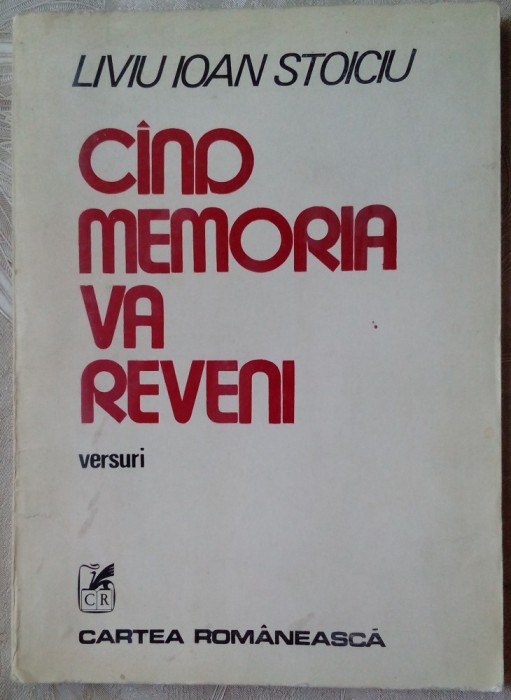 LIVIU IOAN STOICIU
CÎND
MEMORIA
VA
REVENI
versuri
CR
CARTEA ROMÂNEASCĂ